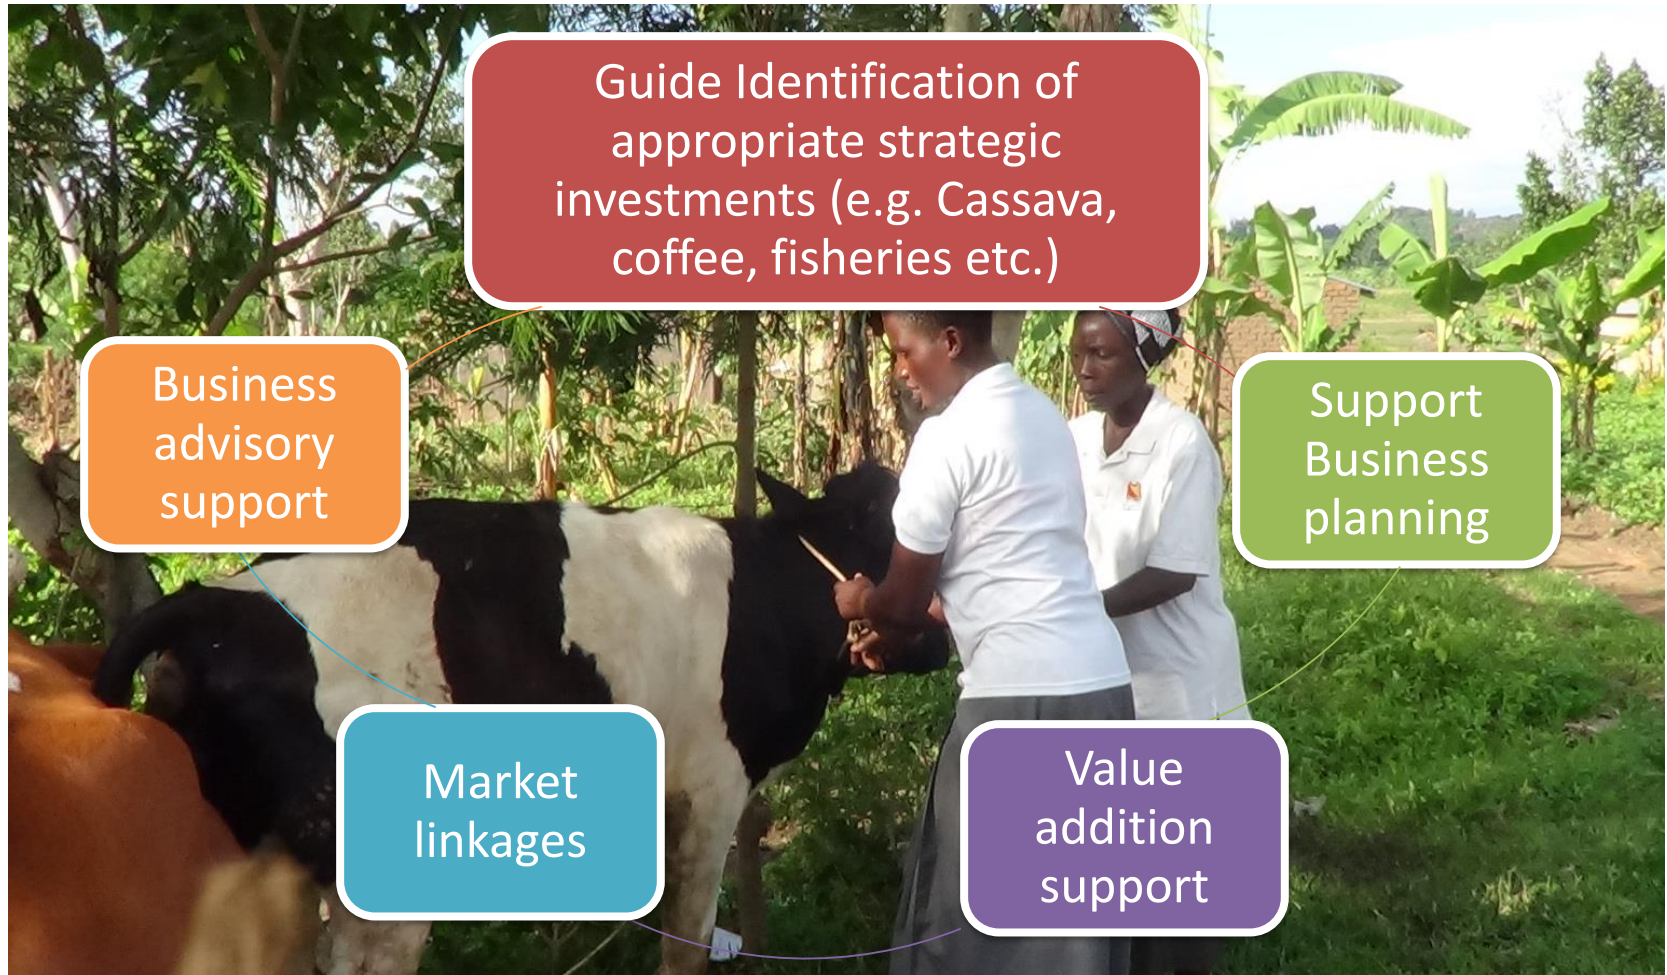 Guide Identification of
appropriate strategic
investments (e.g. Cassava,
coffee, fisheries etc.)
Support
Business
planning
Value
addition
support
Market
linkages
Business
advisory
support